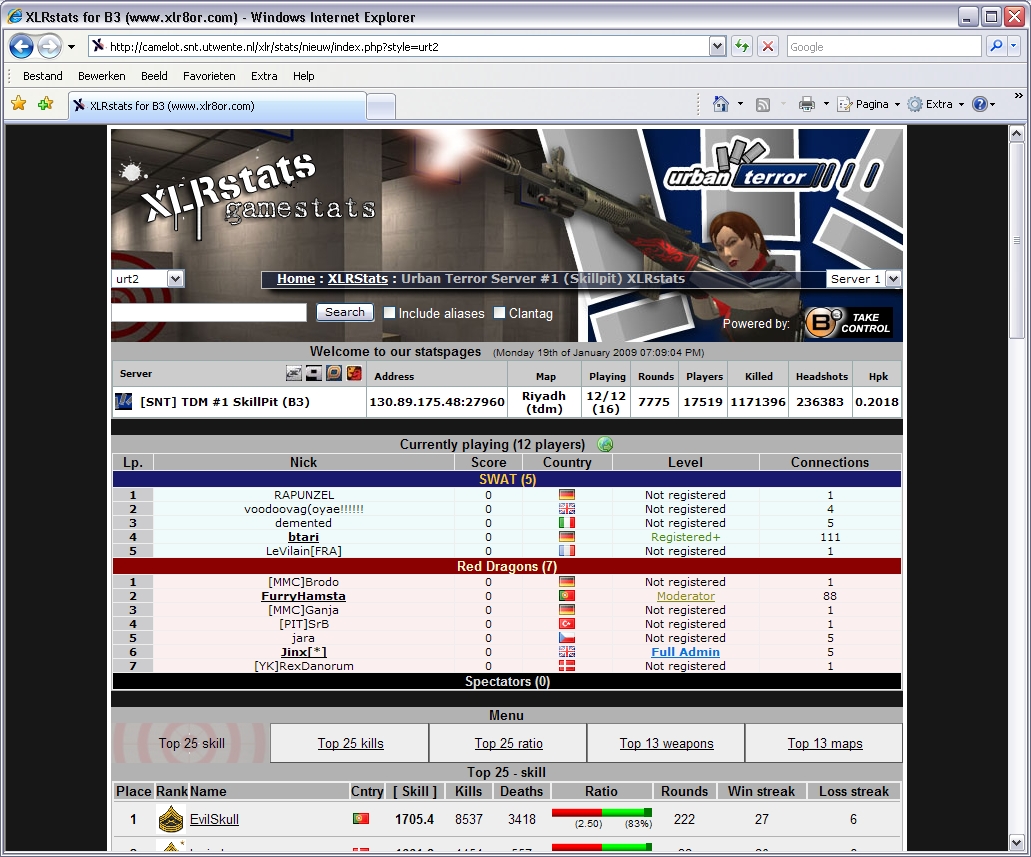 XLRstats for B3 (www.xlr8or.com) - Windows Internet Explorer
http://camelot.snt.utwente.nl/xlr/stats/nieuw/index.php?style=urt2
Google
Bestand Bewerken Beeld Favorieten Extra Help
XLRstats for B3 (www.xlr8or.com)
Pagina Extra
XLRstats
gamestats
urban terror
urt2
Home : XLRStats : Urban Terror Server #1 (Skillpit) XLRstats
Server 1
Search Include aliases Clantag
Powered by: B3 TAKE CONTROL
Welcome to our statspages (Monday 19th of January 2009 07:09:04 PM)
Server Address Map Playing Rounds Players Killed Headshots Hpk
[SNT] TDM #1 SkillPit (B3) 130.89.175.48:27960 Riyadh (tdm) 12/12 (16) 7775 17519 1171396 236383 0.2018
Currently playing (12 players)
Lp. Nick Score Country Level Connections
SWAT (5)
1 RAPUNZEL 0 Not registered 1
2 voodoovag(oyae!!!!!! 0 Not registered 4
3 demented 0 Not registered 5
4 btari 0 Registered+ 111
5 LeVilain[FRA] 0 Not registered 1
Red Dragons (7)
1 [MMC]Brodo 0 Not registered 1
2 FurryHamsta 0 Moderator 88
3 [MMC]Ganja 0 Not registered 1
4 [PIT]SrB 0 Not registered 1
5 jara 0 Not registered 5
6 Jinx[*] 0 Full Admin 5
7 [YK]RexDanorum 0 Not registered 1
Spectators (0)
Menu
Top 25 skill Top 25 kills Top 25 ratio Top 13 weapons Top 13 maps
Top 25 - skill
Place Rank Name Cntry [ Skill ] Kills Deaths Ratio Rounds Win streak Loss streak
1 EvilSkull 1705.4 8537 3418 (2.50) (83%) 222 27 6